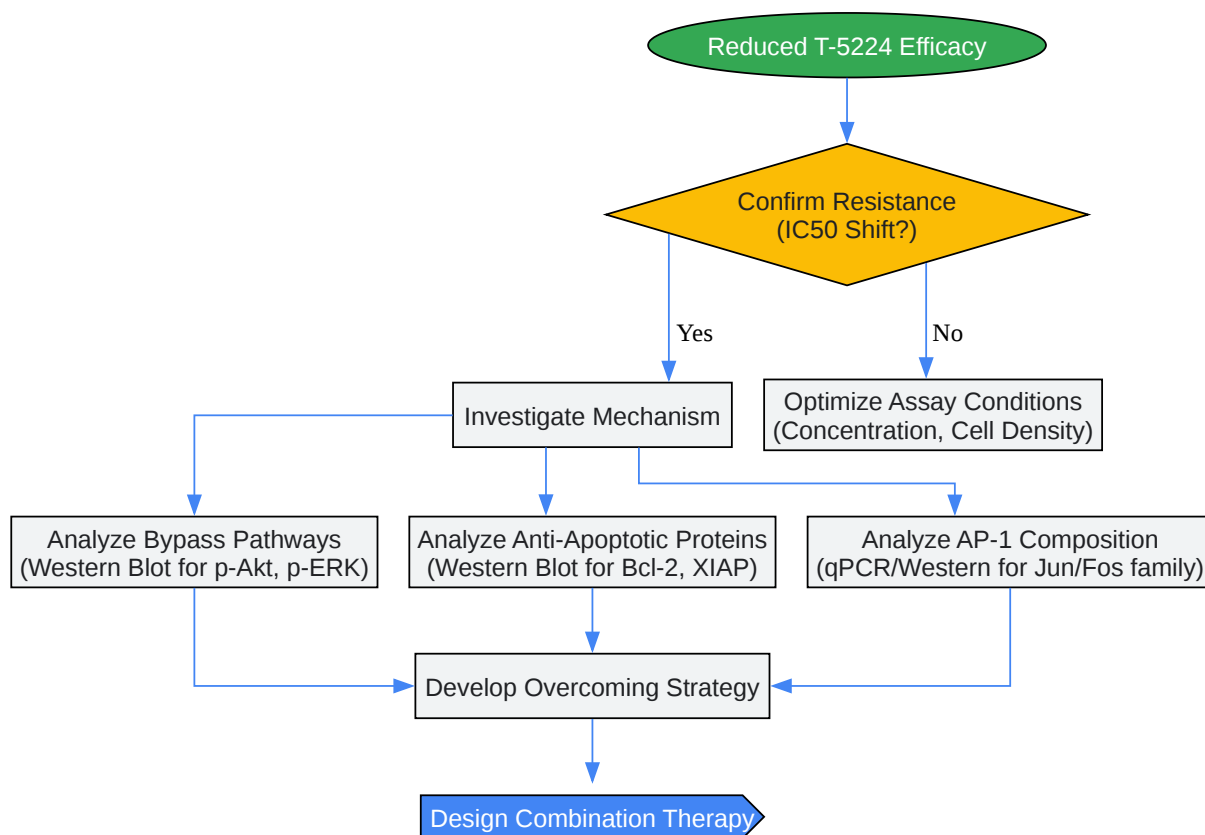 Reduced T-5224 Efficacy
Confirm Resistance
(IC50 Shift?)
Yes
No
Investigate Mechanism
Optimize Assay Conditions
(Concentration, Cell Density)
Analyze Bypass Pathways
(Western Blot for p-Akt, p-ERK)
Analyze Anti-Apoptotic Proteins
(Western Blot for Bcl-2, XIAP)
Analyze AP-1 Composition
(qPCR/Western for Jun/Fos family)
Develop Overcoming Strategy
Design Combination Therapy